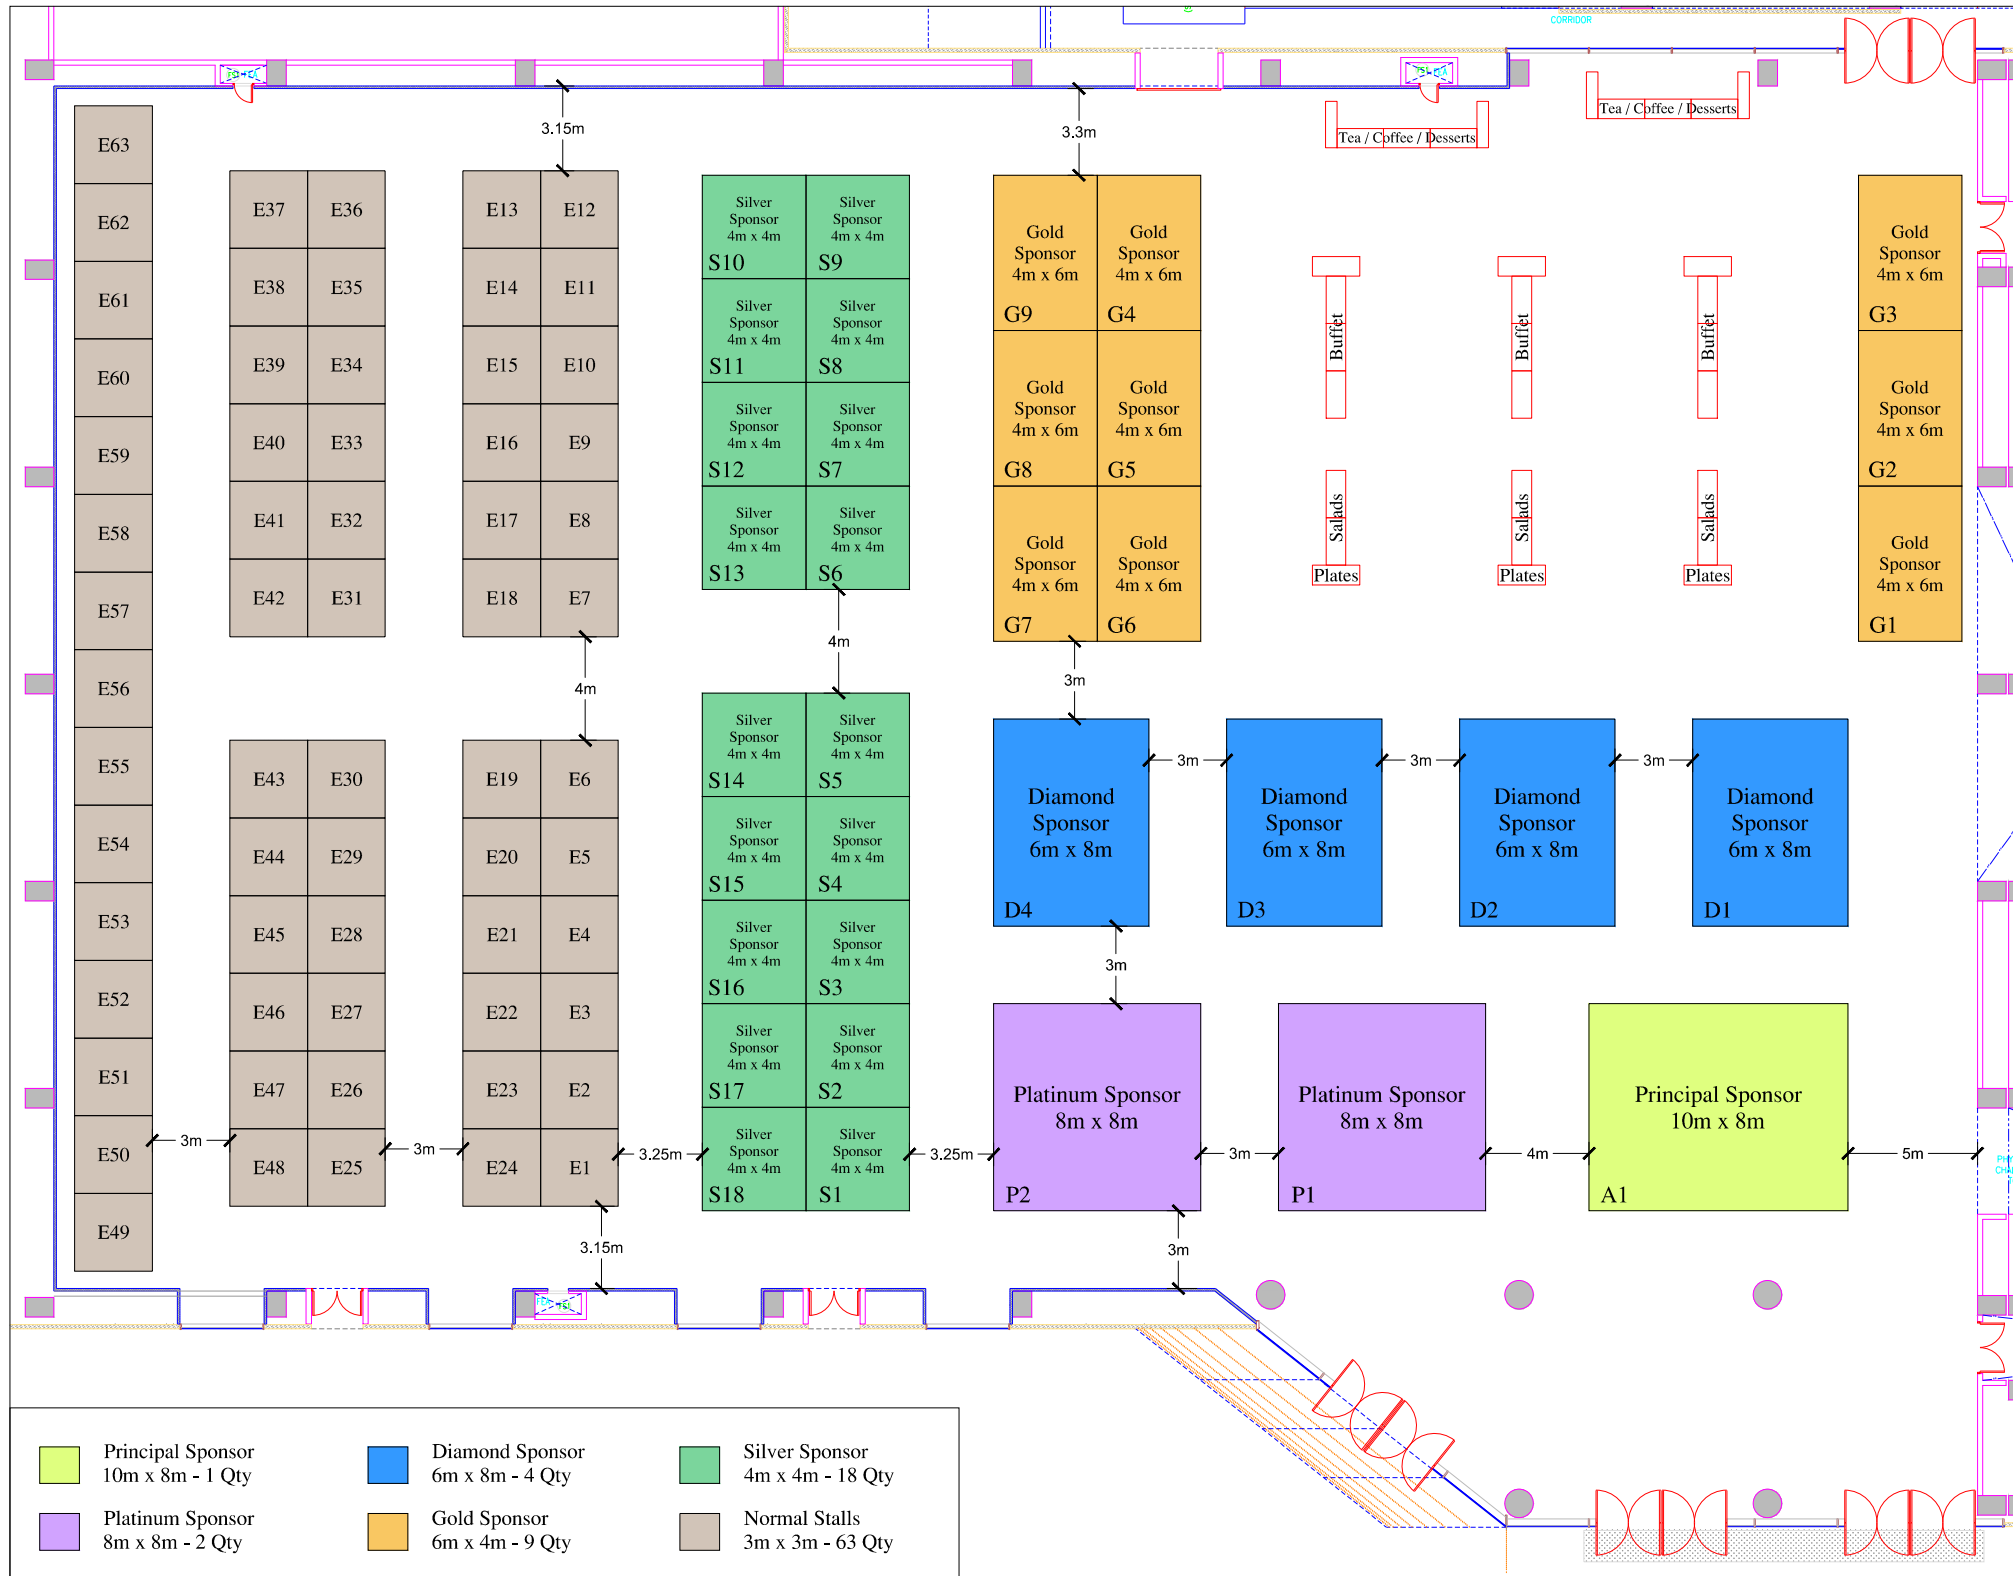 CORRIDOR
3.15m
3.3m
Tea / Coffee / Desserts
Tea / Coffee / Desserts
E63
E62
E61
E60
E59
E58
E57
E56
E55
E54
E53
E52
E51
E50
E49
E37 E36
E38 E35
E39 E34
E40 E33
E41 E32
E42 E31
E43 E30
E44 E29
E45 E28
E46 E27
E47 E26
E48 E25
E13 E12
E14 E11
E15 E10
E16 E9
E17 E8
E18 E7
4m
E19 E6
E20 E5
E21 E4
E22 E3
E23 E2
E24 E1
3m
3m
3.25m
3.15m
Silver
Sponsor
4m x 4m
S10
Silver
Sponsor
4m x 4m
S9
Silver
Sponsor
4m x 4m
S11
Silver
Sponsor
4m x 4m
S8
Silver
Sponsor
4m x 4m
S12
Silver
Sponsor
4m x 4m
S7
Silver
Sponsor
4m x 4m
S13
Silver
Sponsor
4m x 4m
S6
4m
Silver
Sponsor
4m x 4m
S14
Silver
Sponsor
4m x 4m
S5
Silver
Sponsor
4m x 4m
S15
Silver
Sponsor
4m x 4m
S4
Silver
Sponsor
4m x 4m
S16
Silver
Sponsor
4m x 4m
S3
Silver
Sponsor
4m x 4m
S17
Silver
Sponsor
4m x 4m
S2
Silver
Sponsor
4m x 4m
S18
Silver
Sponsor
4m x 4m
S1
3.25m
Gold
Sponsor
4m x 6m
G9
Gold
Sponsor
4m x 6m
G4
Gold
Sponsor
4m x 6m
G8
Gold
Sponsor
4m x 6m
G5
Gold
Sponsor
4m x 6m
G7
Gold
Sponsor
4m x 6m
G6
Buffet
Buffet
Buffet
Salads
Salads
Salads
Plates
Plates
Plates
Gold
Sponsor
4m x 6m
G3
Gold
Sponsor
4m x 6m
G2
Gold
Sponsor
4m x 6m
G1
3m
Diamond
Sponsor
6m x 8m
D4
3m
Diamond
Sponsor
6m x 8m
D3
3m
Diamond
Sponsor
6m x 8m
D2
3m
Diamond
Sponsor
6m x 8m
D1
3m
Platinum Sponsor
8m x 8m
P2
3m
Platinum Sponsor
8m x 8m
P1
4m
Principal Sponsor
10m x 8m
A1
5m
3m
Principal Sponsor
10m x 8m - 1 Qty
Platinum Sponsor
8m x 8m - 2 Qty
Diamond Sponsor
6m x 8m - 4 Qty
Gold Sponsor
6m x 4m - 9 Qty
Silver Sponsor
4m x 4m - 18 Qty
Normal Stalls
3m x 3m - 63 Qty